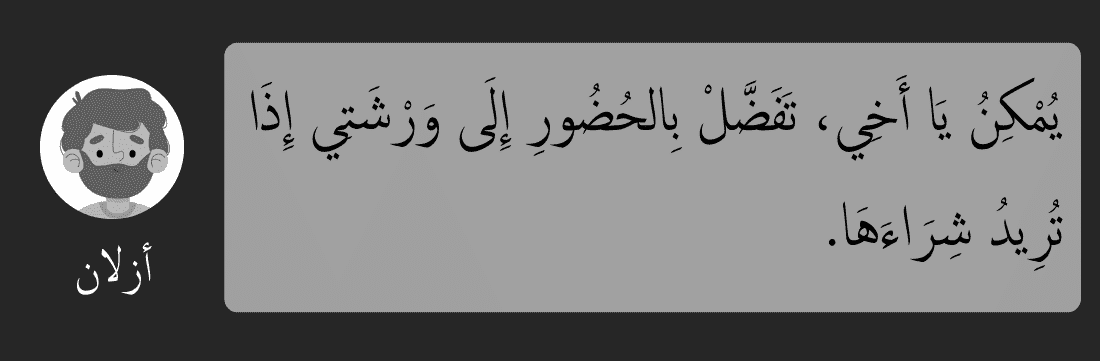 يُمْكِنُ يَا أَخِي، تَفَضَّلْ بِالحُضُورِ إِلَى وَرْشَتِي إِذَا
تُرِيدُ شِرَاءَهَا.
أزلان